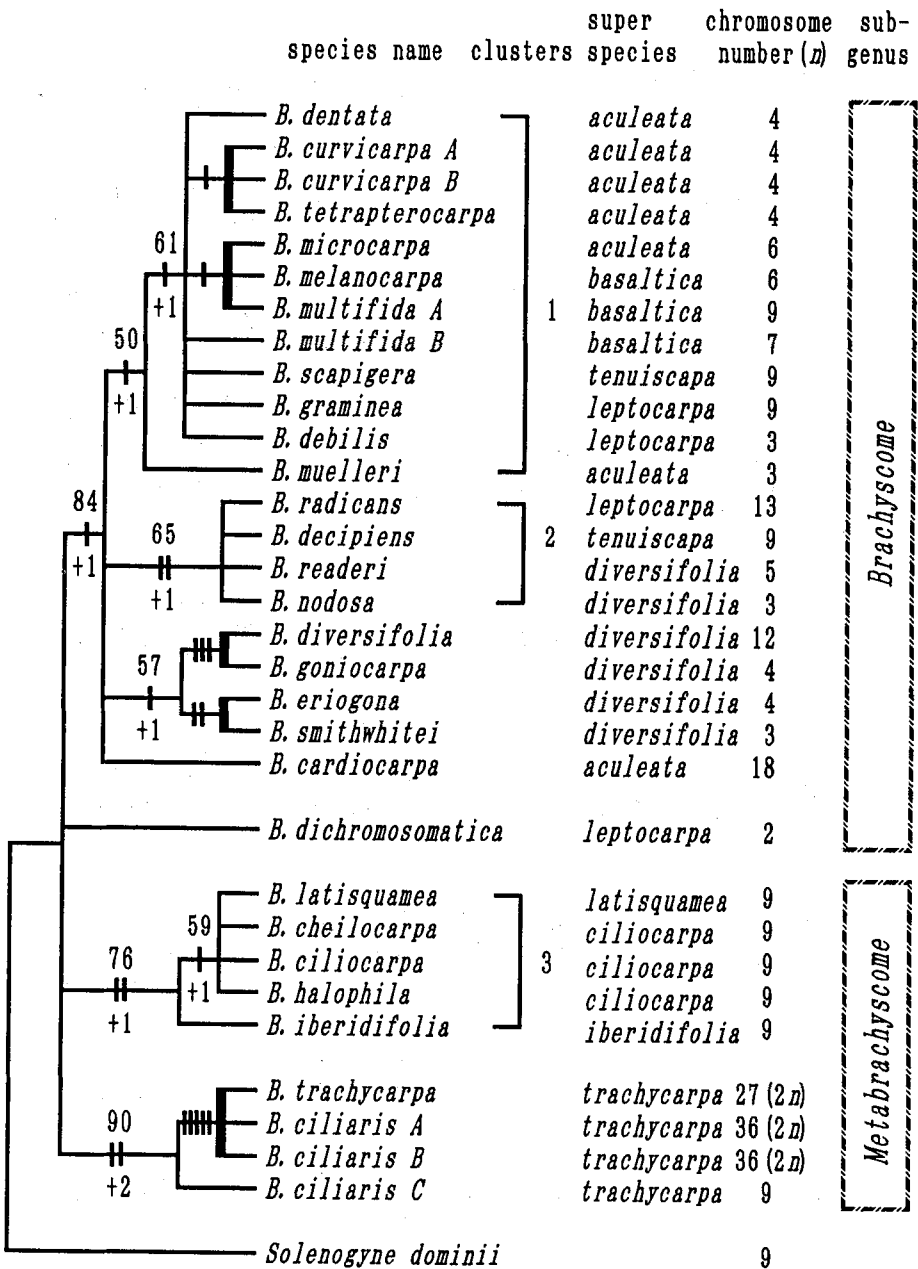 super chromosome sub-
species name clusters species number (n) genus
B. dentata aculeata 4
B. curvicarpa A aculeata 4
B. curvicarpa B aculeata 4
B. tetrapterocarpa aculeata 4
61 B. microcarpa aculeata 6
B. melanocarpa basaltica 6
+1 B. multifida A 1 basaltica 9
50 B. multifida B basaltica 7
B. scapigera tenuiscapa 9
+1 B. graminea leptocarpa 9
B. debilis leptocarpa 3
B. muelleri aculeata 3
84 B. radicans leptocarpa 13
65 B. decipiens 2 tenuiscapa 9
+1 B. readeri diversifolia 5
+1 B. nodosa diversifolia 3
B. diversifolia diversifolia 12
57 B. goniocarpa diversifolia 4
B. eriogona diversifolia 4
+1 B. smithwhitei diversifolia 3
B. cardiocarpa aculeata 18
Brachyscome
B. dichromosomatica leptocarpa 2
B. latisquamea latisquamea 9
59 B. cheilocarpa ciliocarpa 9
76 B. ciliocarpa 3 ciliocarpa 9
+1 B. halophila ciliocarpa 9
+1 B. iberidifolia iberidifolia 9
B. trachycarpa trachycarpa 27 (2n)
90 B. ciliaris A trachycarpa 36 (2n)
B. ciliaris B trachycarpa 36 (2n)
+2 B. ciliaris C trachycarpa 9
Metabrachyscome
Solenogyne dominii 9